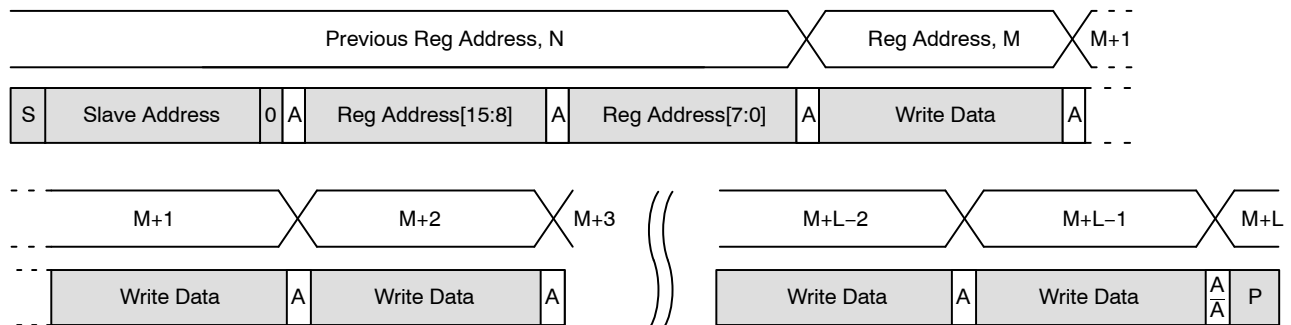 Previous Reg Address, N Reg Address, M M+1
S Slave Address 0 A Reg Address[15:8] A Reg Address[7:0] A Write Data A
M+1 M+2 M+3 M+L−2 M+L−1 M+L
Write Data A Write Data A Write Data A Write Data A/A̅ P